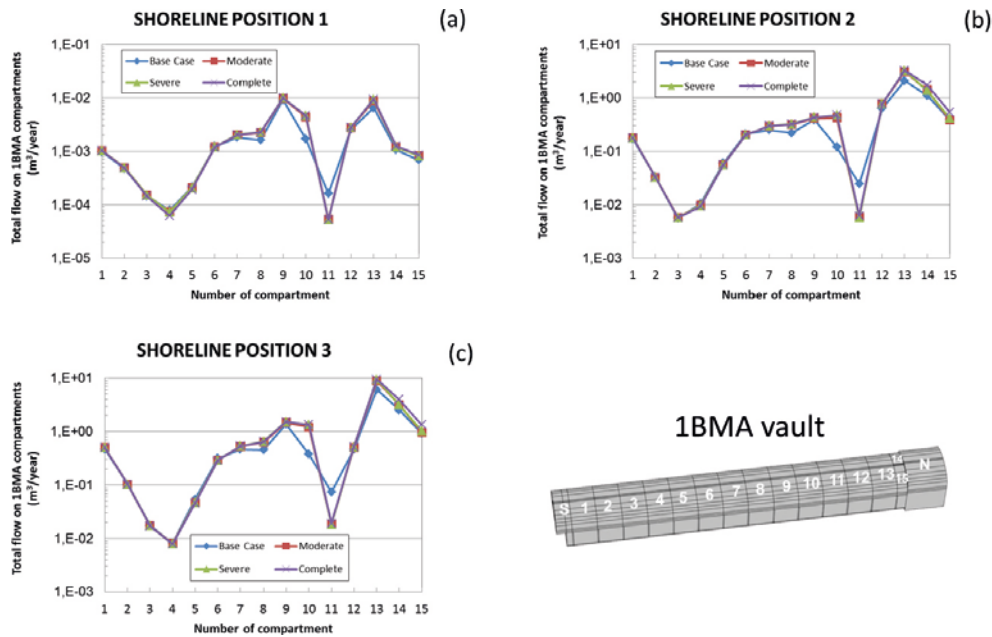 SHORELINE POSITION 1
(a)
Total flow on 1BMA compartments
(m³/year)
1,E-01
1,E-02
1,E-03
1,E-04
1,E-05
Base Case
Moderate
Severe
Complete
1 2 3 4 5 6 7 8 9 10 11 12 13 14 15
Number of compartment
SHORELINE POSITION 2
(b)
Total flow on 1BMA compartments
(m³/year)
1,E+01
1,E+00
1,E-01
1,E-02
1,E-03
Base Case
Moderate
Severe
Complete
1 2 3 4 5 6 7 8 9 10 11 12 13 14 15
Number of compartment
SHORELINE POSITION 3
(c)
Total flow on 1BMA compartments
(m³/year)
1,E+01
1,E+00
1,E-01
1,E-02
1,E-03
Base Case
Moderate
Severe
Complete
1 2 3 4 5 6 7 8 9 10 11 12 13 14 15
Number of compartment
1BMA vault
S 1 2 3 4 5 6 7 8 9 10 11 12 13 14 15 N